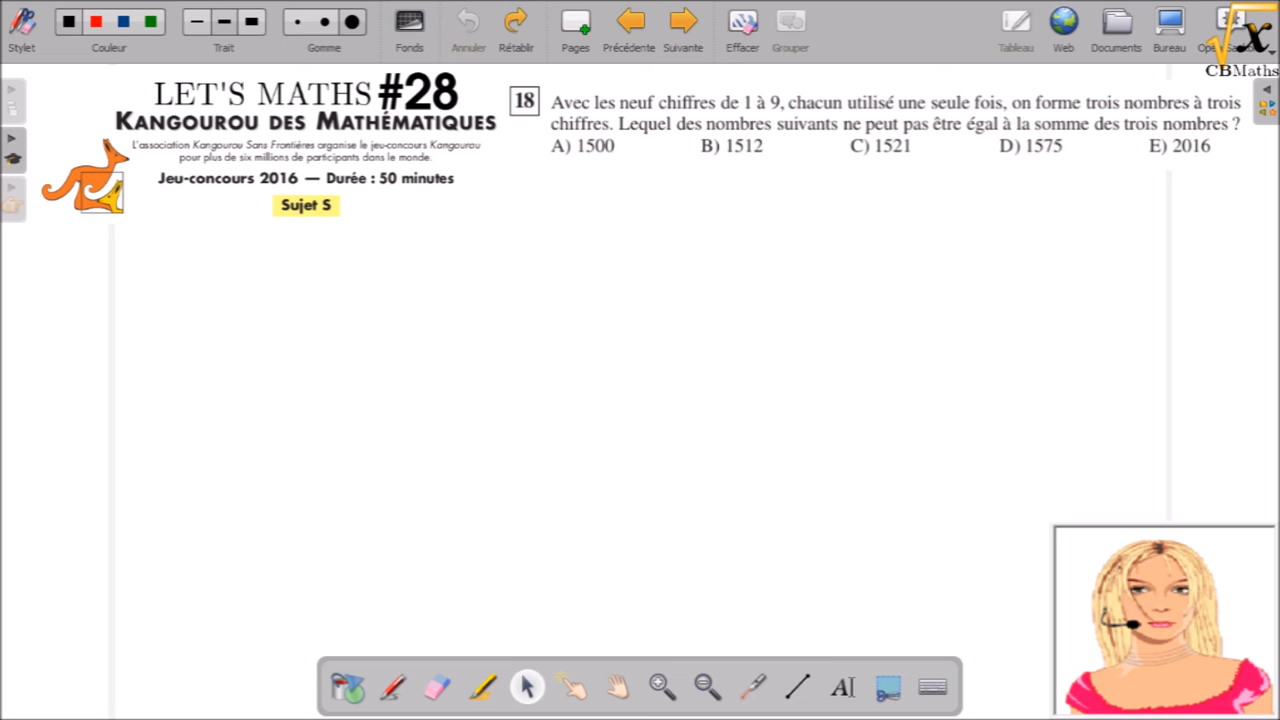 Stylet
Couleur
Trait
Gomme
Fonds
Annuler
Rétablir
Pages
Précédente
Suivante
Effacer
Grouper
Tableau
Web
Documents
Bureau
CBMaths
LET'S MATHS #28
KANGOUROU DES MATHÉMATIQUES
L'association Kangourou Sans Frontières organise le jeu-concours Kangourou
pour plus de six millions de participants dans le monde.
Jeu-concours 2016 — Durée : 50 minutes
Sujet S
18 Avec les neuf chiffres de 1 à 9, chacun utilisé une seule fois, on forme trois nombres à trois
chiffres. Lequel des nombres suivants ne peut pas être égal à la somme des trois nombres ?
A) 1500 B) 1512 C) 1521 D) 1575 E) 2016